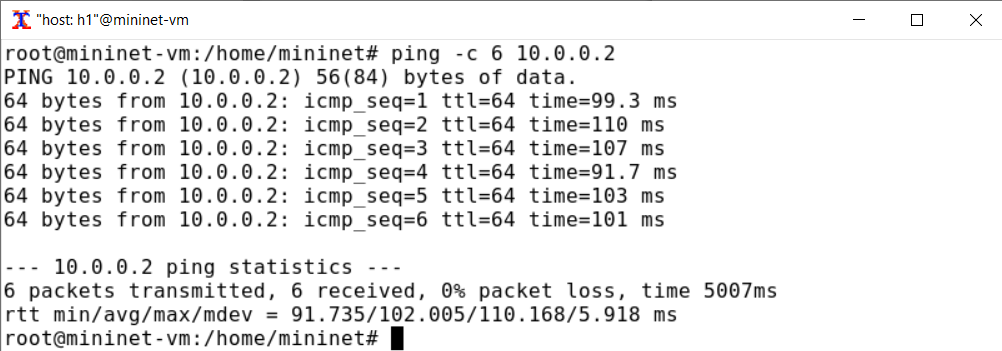 "host: h1"@mininet-vm
root@mininet-vm:/home/mininet# ping -c 6 10.0.0.2
PING 10.0.0.2 (10.0.0.2) 56(84) bytes of data.
64 bytes from 10.0.0.2: icmp_seq=1 ttl=64 time=99.3 ms
64 bytes from 10.0.0.2: icmp_seq=2 ttl=64 time=110 ms
64 bytes from 10.0.0.2: icmp_seq=3 ttl=64 time=107 ms
64 bytes from 10.0.0.2: icmp_seq=4 ttl=64 time=91.7 ms
64 bytes from 10.0.0.2: icmp_seq=5 ttl=64 time=103 ms
64 bytes from 10.0.0.2: icmp_seq=6 ttl=64 time=101 ms
--- 10.0.0.2 ping statistics ---
6 packets transmitted, 6 received, 0% packet loss, time 5007ms
rtt min/avg/max/mdev = 91.735/102.005/110.168/5.918 ms
root@mininet-vm:/home/mininet#